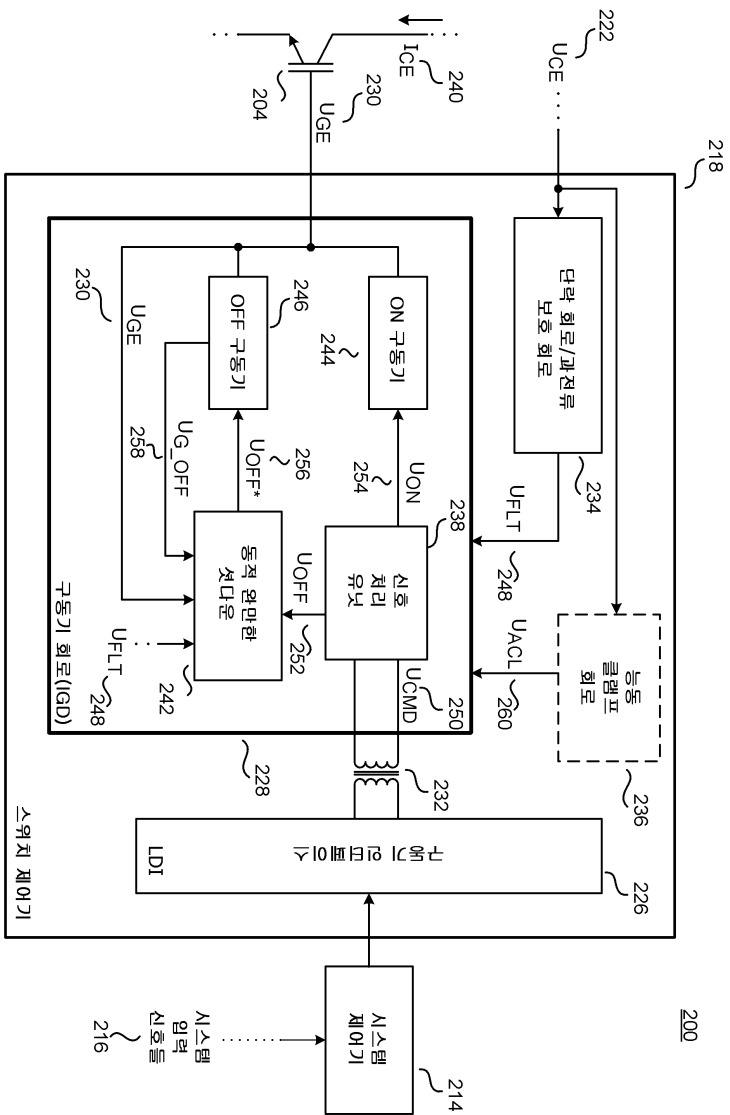 200
222
UCE
218
단락 회로/과전류
보호 회로
234
UFLT
248
능동
클램프
회로
236
UACL
260
240
ICE
230
UGE
204
ON 구동기
244
UON
254
신호
처리
유닛
238
UCMD
250
232
구동기 인터페이스
LDI
226
시스템
제어기
214
시스템
입력
신호들
216
OFF 구동기
246
UOFF*
256
UOFF
252
UG_OFF
258
UGE
230
동적 완만한
셧다운
242
UFLT
248
구동기 회로(IGD)
228
스위치 제어기